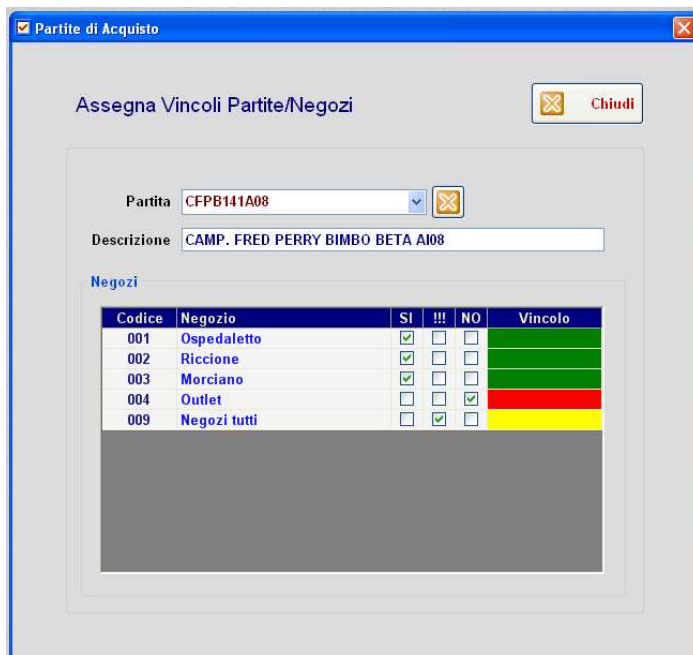 Partite di Acquisto
Assegna Vincoli Partite/Negozi
Chiudi
Partita CFPB141A08
Descrizione CAMP. FRED PERRY BIMBO BETA AI08
Negozi
Codice Negozio SI !!! NO Vincolo
001 Ospedaletto
002 Riccione
003 Morciano
004 Outlet
009 Negozi tutti